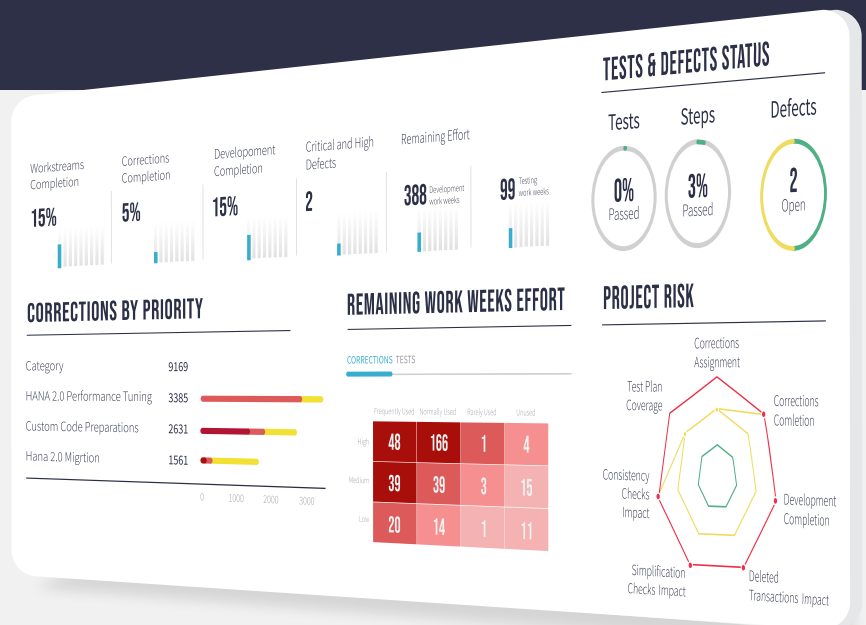 TESTS & DEFECTS STATUS
Tests
Steps
Defects
0%
Passed
3%
Passed
2
Open
Workstreams
Completion
15%
Corrections
Completion
5%
Development
Completion
15%
Critical and High
Defects
2
Remaining Effort
388 Development
work weeks
99 Testing
work weeks
CORRECTIONS BY PRIORITY
Category 9169
HANA 2.0 Performance Tuning 3385
Custom Code Preparations 2631
Hana 2.0 Migrtion 1561
0 1000 2000 3000
REMAINING WORK WEEKS EFFORT
CORRECTIONS TESTS
Frequently Used Normally Used Rarely Used Unused
High 48 166 1 4
Medium 39 39 3 15
Low 20 14 1 11
PROJECT RISK
Corrections
Assignment
Corrections
Comletion
Development
Completion
Deleted
Transactions Impact
Simplification
Checks Impact
Consistency
Checks
Impact
Test Plan
Coverage